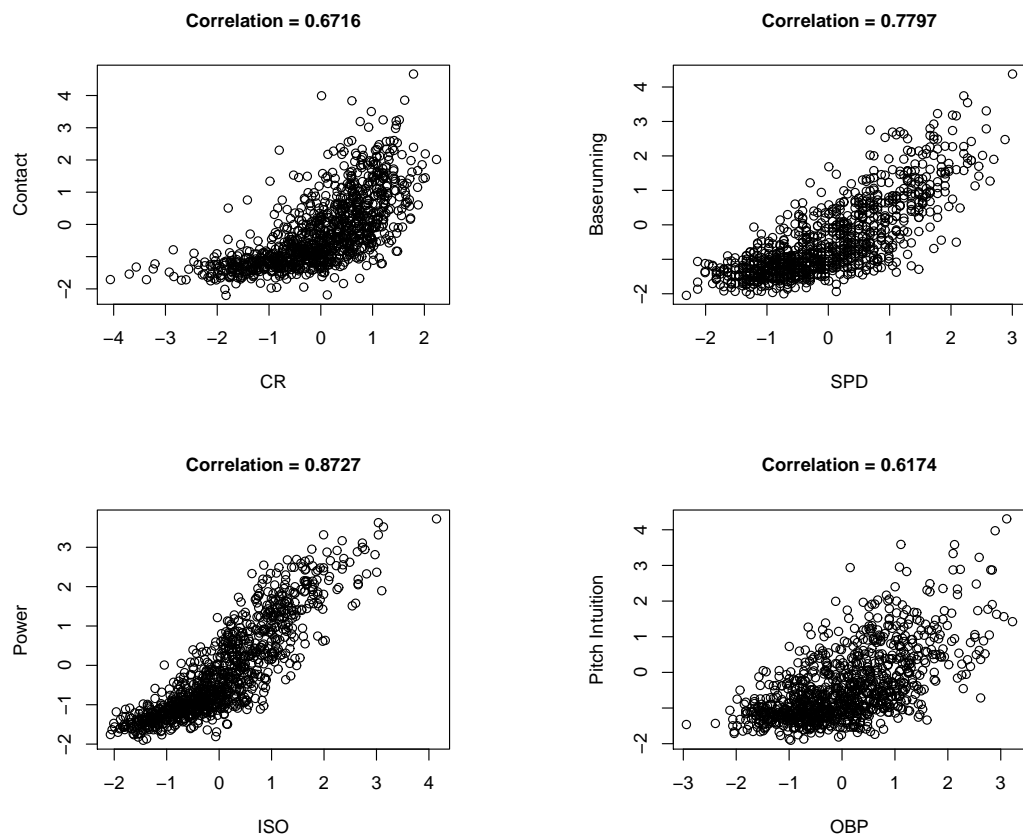 Correlation = 0.6716
Contact
4
3
2
1
0
−2
−4 −3 −2 −1 0 1 2
CR
Correlation = 0.7797
Baserunning
4
3
2
1
0
−1
−2
−2 −1 0 1 2 3
SPD
Correlation = 0.8727
Power
3
2
0
−1
−2
−2 −1 0 1 2 3 4
ISO
Correlation = 0.6174
Pitch Intuition
4
3
2
1
0
−2
−3 −2 −1 0 1 2 3
OBP